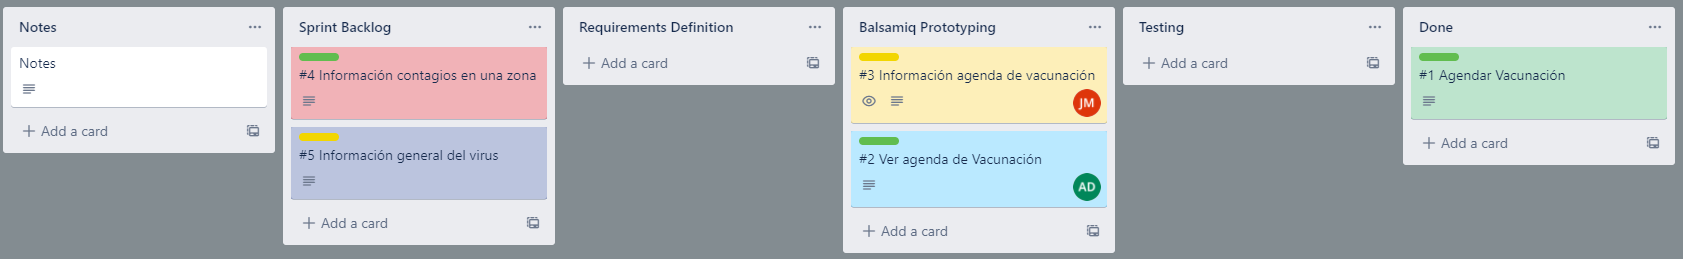 Notes
Notes
Add a card
Sprint Backlog
#4 Información contagios en una zona
#5 Información general del virus
Add a card
Requirements Definition
Add a card
Balsamiq Prototyping
#3 Información agenda de vacunación
JM
#2 Ver agenda de Vacunación
AD
Add a card
Testing
Add a card
Done
#1 Agendar Vacunación
Add a card